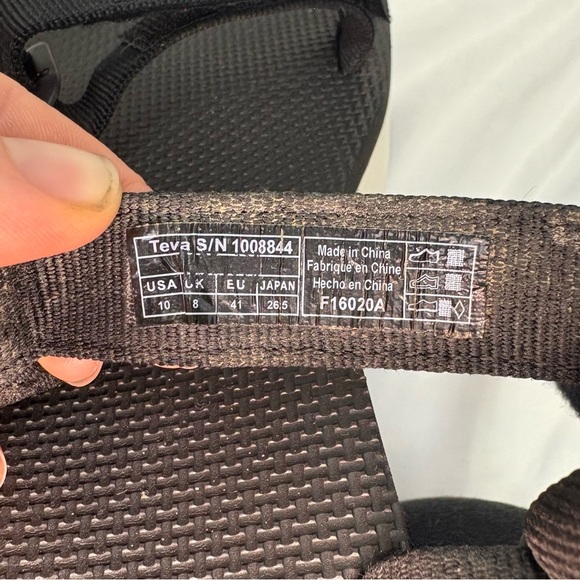 Teva S/N 1008844
USA UK EU JAPAN
10 8 41 26.5
Made in China
Fabriqué en Chine
Hecho en China
F16020A